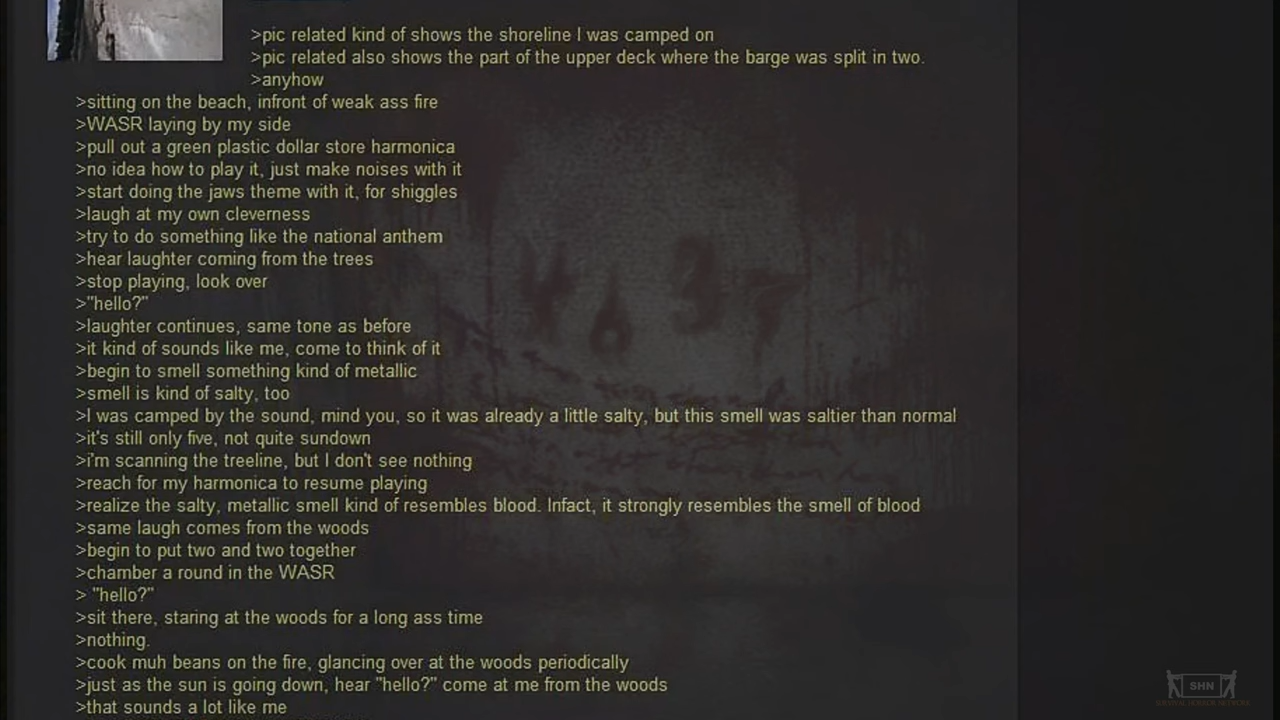 >pic related kind of shows the shoreline I was camped on
>pic related also shows the part of the upper deck where the barge was split in two.
>anyhow
>sitting on the beach, infront of weak ass fire
>WASR laying by my side
>pull out a green plastic dollar store harmonica
>no idea how to play it, just make noises with it
>start doing the jaws theme with it, for shiggles
>laugh at my own cleverness
>try to do something like the national anthem
>hear laughter coming from the trees
>stop playing, look over
>"hello?"
>laughter continues, same tone as before
>it kind of sounds like me, come to think of it
>begin to smell something kind of metallic
>smell is kind of salty, too
>I was camped by the sound, mind you, so it was already a little salty, but this smell was saltier than normal
>it's still only five, not quite sundown
>i'm scanning the treeline, but I don't see nothing
>reach for my harmonica to resume playing
>realize the salty, metallic smell kind of resembles blood. Infact, it strongly resembles the smell of blood
>same laugh comes from the woods
>begin to put two and two together
>chamber a round in the WASR
> "hello?"
>sit there, staring at the woods for a long ass time
>nothing.
>cook muh beans on the fire, glancing over at the woods periodically
>just as the sun is going down, hear "hello?" come at me from the woods
>that sounds a lot like me
SHN